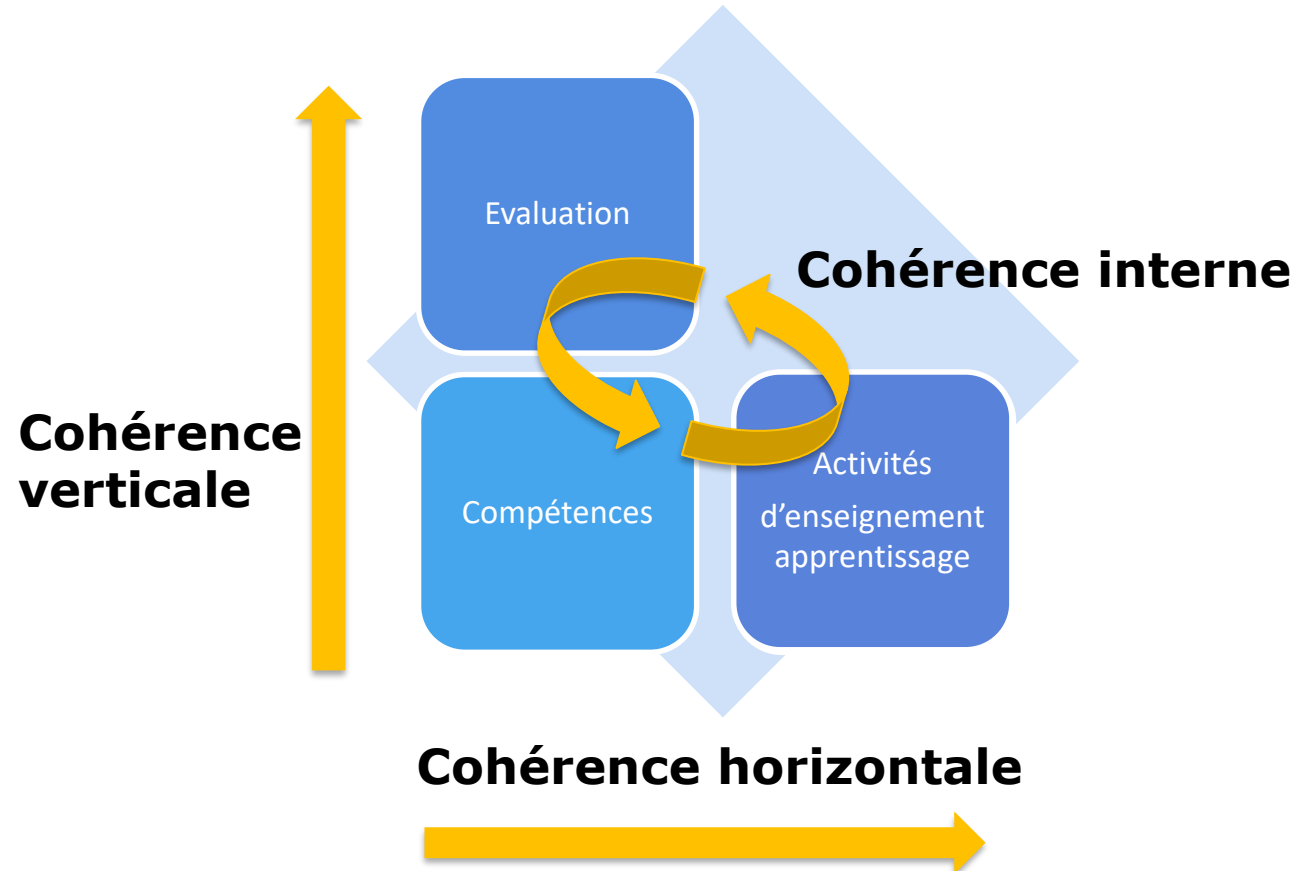 Evaluation
Cohérence interne
Cohérence
verticale
Compétences
Activités
d’enseignement
apprentissage
Cohérence horizontale